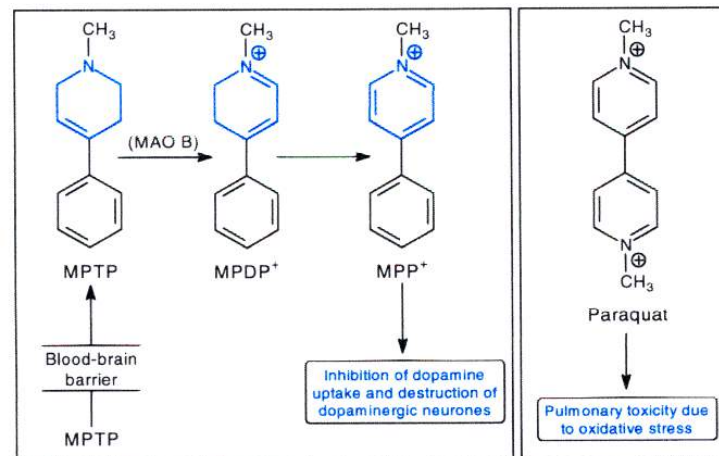 CH₃
N
MPTP
(MAO B)
CH₃
⊕
N
MPDP⁺
CH₃
⊕
N
MPP⁺
Blood-brain
barrier
MPTP
Inhibition of dopamine
uptake and destruction of
dopaminergic neurones
CH₃
⊕
N
N
⊕
CH₃
Paraquat
Pulmonary toxicity due
to oxidative stress